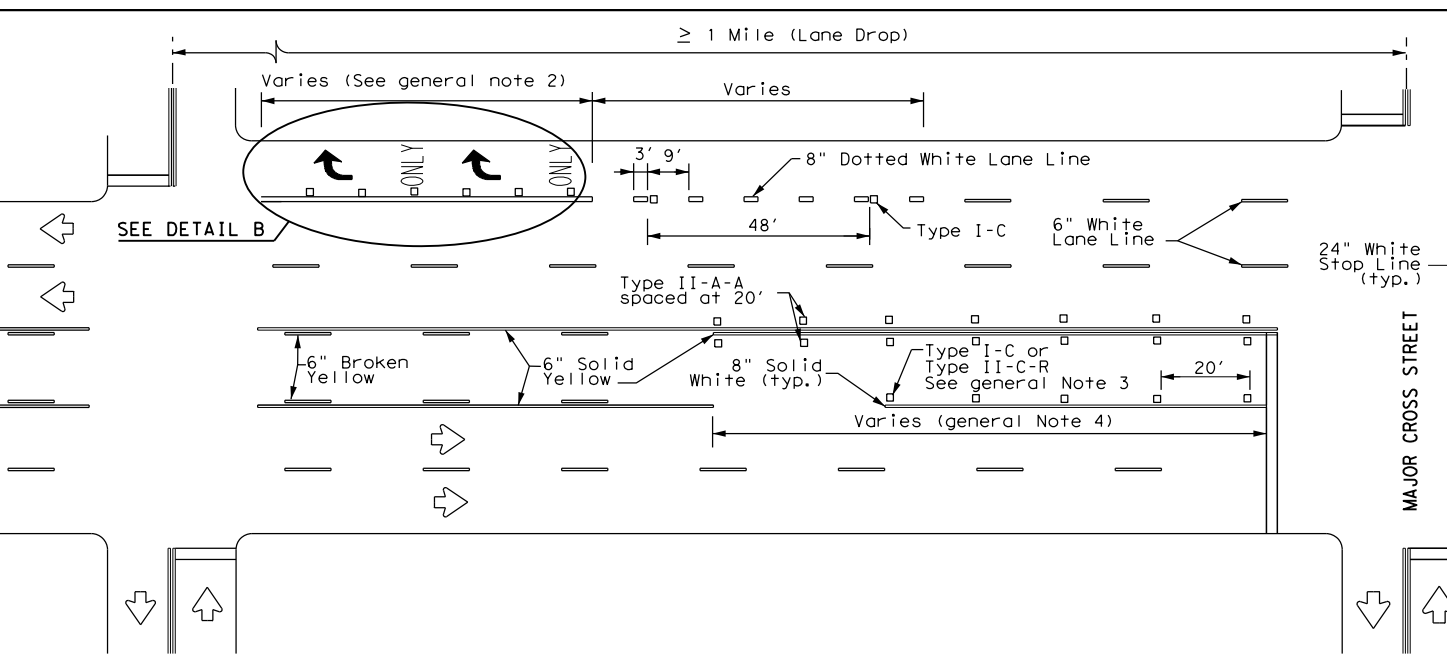 ≥ 1 Mile (Lane Drop)
Varies (See general note 2)
Varies
ONLY
ONLY
3' 9'
8" Dotted White Lane Line
SEE DETAIL B
48'
Type I-C
6" White
Lane Line
24" White
Stop Line
(typ.)
Type II-A-A
spaced at 20'
6" Broken
Yellow
6" Solid
Yellow
8" Solid
White (typ.)
Type I-C or
Type II-C-R
See general Note 3
20'
Varies (general Note 4)
MAJOR CROSS STREET